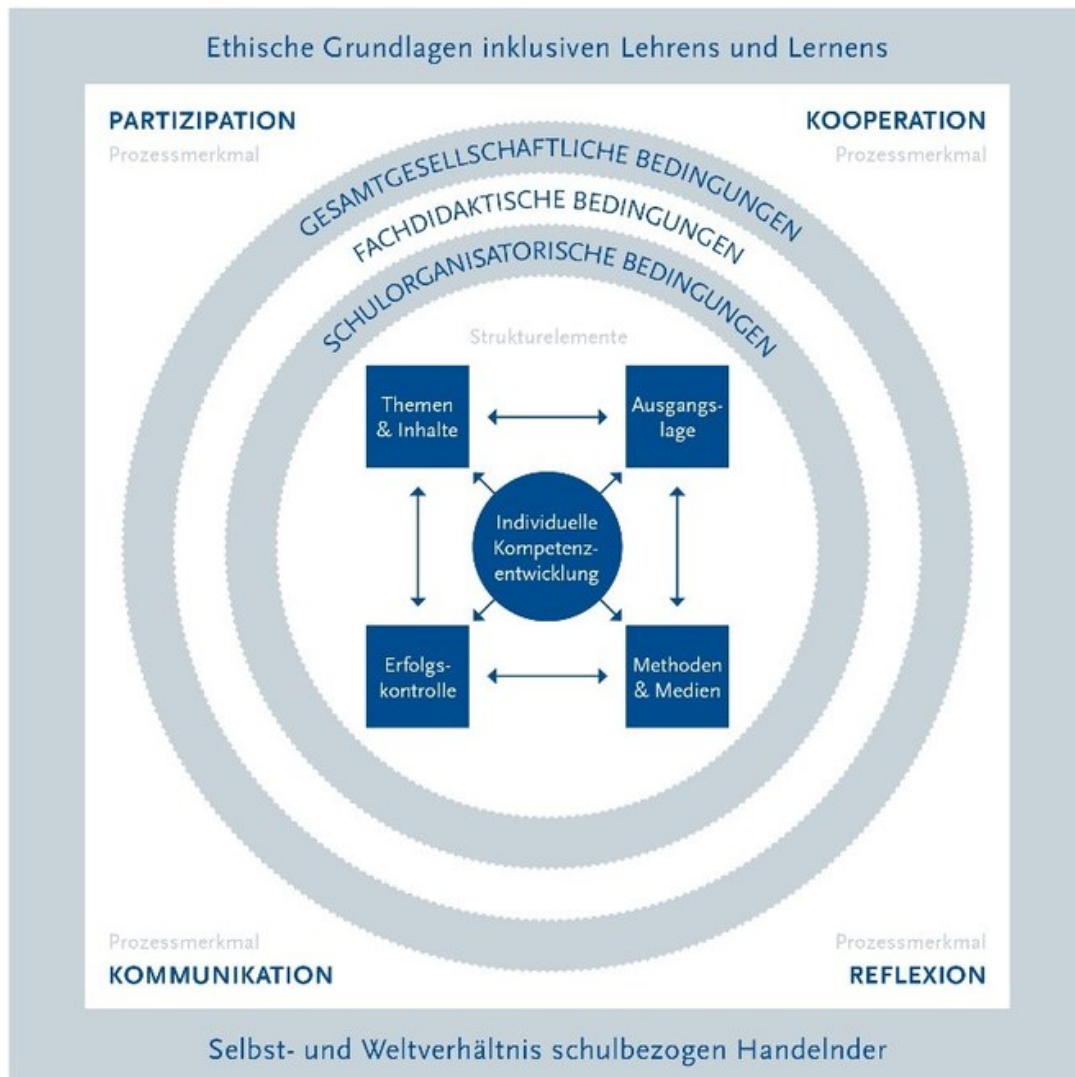 Ethische Grundlagen inklusiven Lehrens und Lernens
PARTIZIPATION
Prozessmerkmal
KOOPERATION
Prozessmerkmal
GESAMTGESELLSCHAFTLICHE BEDINGUNGEN
FACHDIDAKTISCHE BEDINGUNGEN
SCHULORGANISATORISCHE BEDINGUNGEN
Strukturelemente
Themen
& Inhalte
Ausgangs-
lage
Individuelle
Kompetenz-
entwicklung
Erfolgs-
kontrolle
Methoden
& Medien
Prozessmerkmal
KOMMUNIKATION
Prozessmerkmal
REFLEXION
Selbst- und Weltverhältnis schulbezogen Handelnder